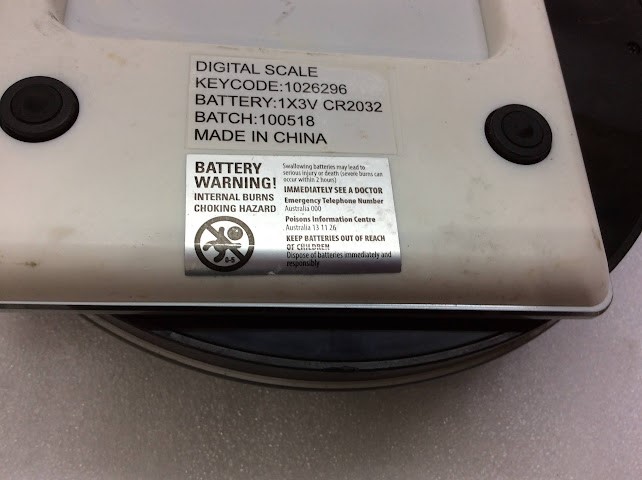 DIGITAL SCALE
KEYCODE:1026296
BATTERY:1X3V CR2032
BATCH:100518
MADE IN CHINA
BATTERY
WARNING!
INTERNAL BURNS
CHOKING HAZARD
0-5
Swallowing batteries may lead to
serious injury or death (severe burns can
occur within 2 hours)
IMMEDIATELY SEE A DOCTOR
Emergency Telephone Number
Australia 000
Poisons Information Centre
Australia 13 11 26
KEEP BATTERIES OUT OF REACH
OF CHILDREN
Dispose of batteries immediately and
responsibly